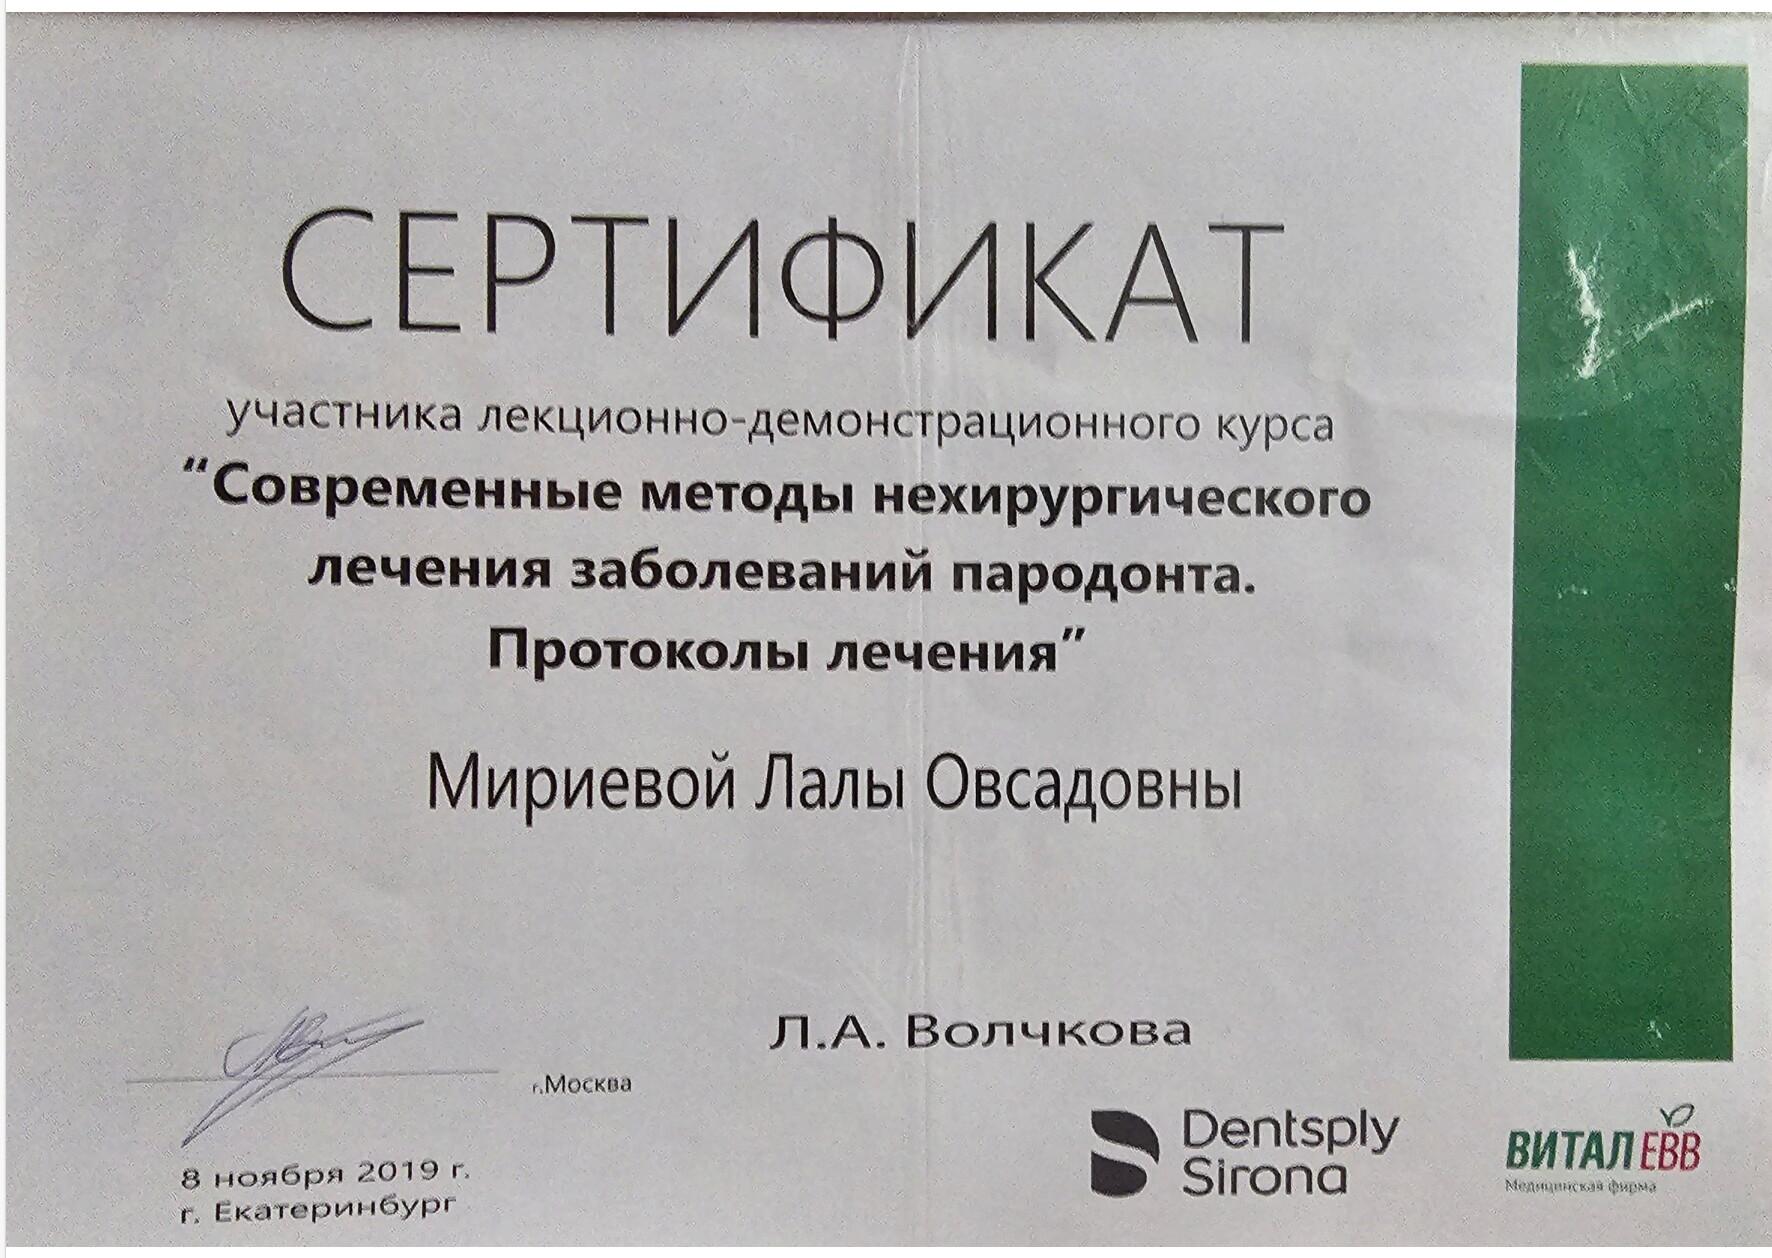 СЕРТИФИКАТ
участника лекционно-демонстрационного курса
“Современные методы нехирургического
лечения заболеваний пародонта.
Протоколы лечения”
Мириевой Лалы Овсадовны
Л.А. Волчкова
г.Москва
8 ноября 2019 г.
г. Екатеринбург
Dentsply
Sirona
ВИТАЛ ЕВВ
Медицинская фирма